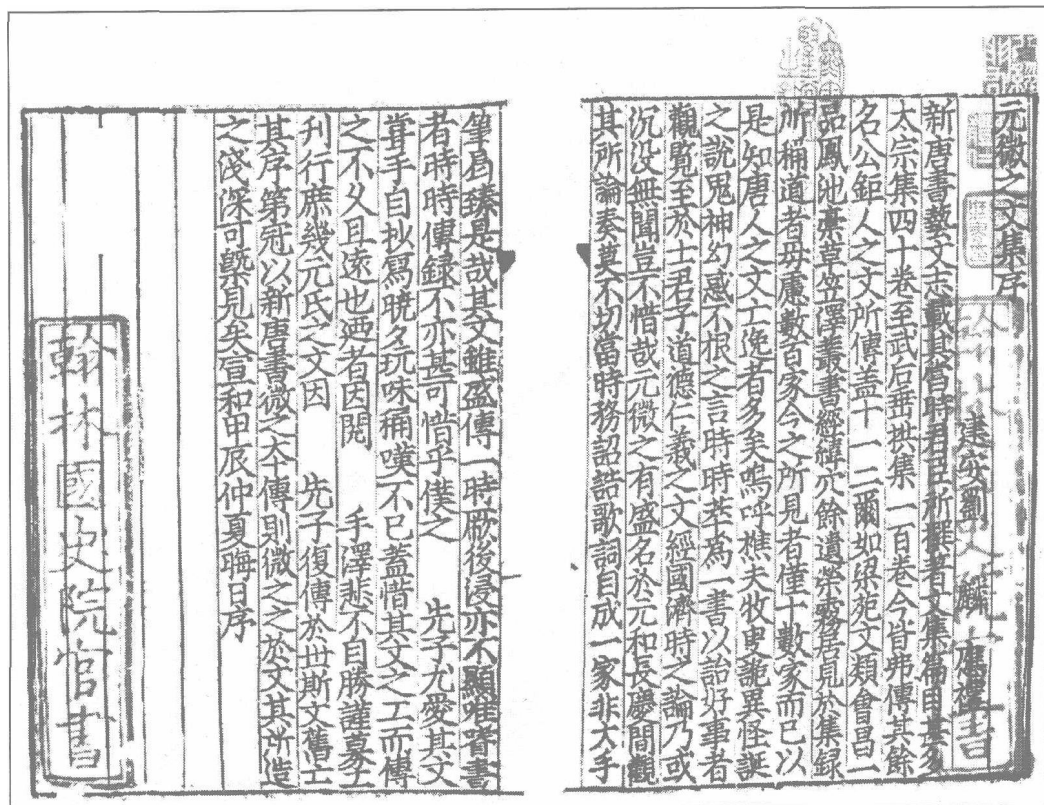 元微之文集序
建安劉 麟 應禮
新唐書藝文志載其當時君臣所撰著文集篇目甚多
太宗集四十卷至武后垂拱集一百卷今皆弗傳其餘
名公鉅人之文所傳蓋十一二爾如梁苑文類會昌一
品鳳池藁草笠澤叢書經緯穴餘遺榮霧居見於集録
所稱道者毋慮數百家今之所見者僅十數家而已以
是知唐人之文亡逸者多矣嗚呼樵夫牧叟詭異怪誕
之說鬼神幻惑不根之言時時萃爲一書以詒好事者
觀覽至於士君子道德仁義之文經國濟時之論乃或
沉没無聞豈不惜哉元微之有盛名於元和長慶間觀
其所論奏莫不切當時務詔誥歌詞自成一家非大手
筆曷臻是哉其文雖盛傳一時厥後浸亦不顯唯嗜書
者時時傳録不亦甚可惜乎僕之 先子尤愛其文
嘗手自抄寫曉夕玩味稱嘆不已蓋惜其文之工而傳
之不久且遠也廼者因閱 手澤悲不自勝謹募工
刊行庶幾元氏之文因 先子復傳於世斯文舊亡
其序第冠以新唐書微之本傳則微之之於文其所造
之淺深可槩見矣宣和甲辰仲夏晦日序
翰林國史院官書